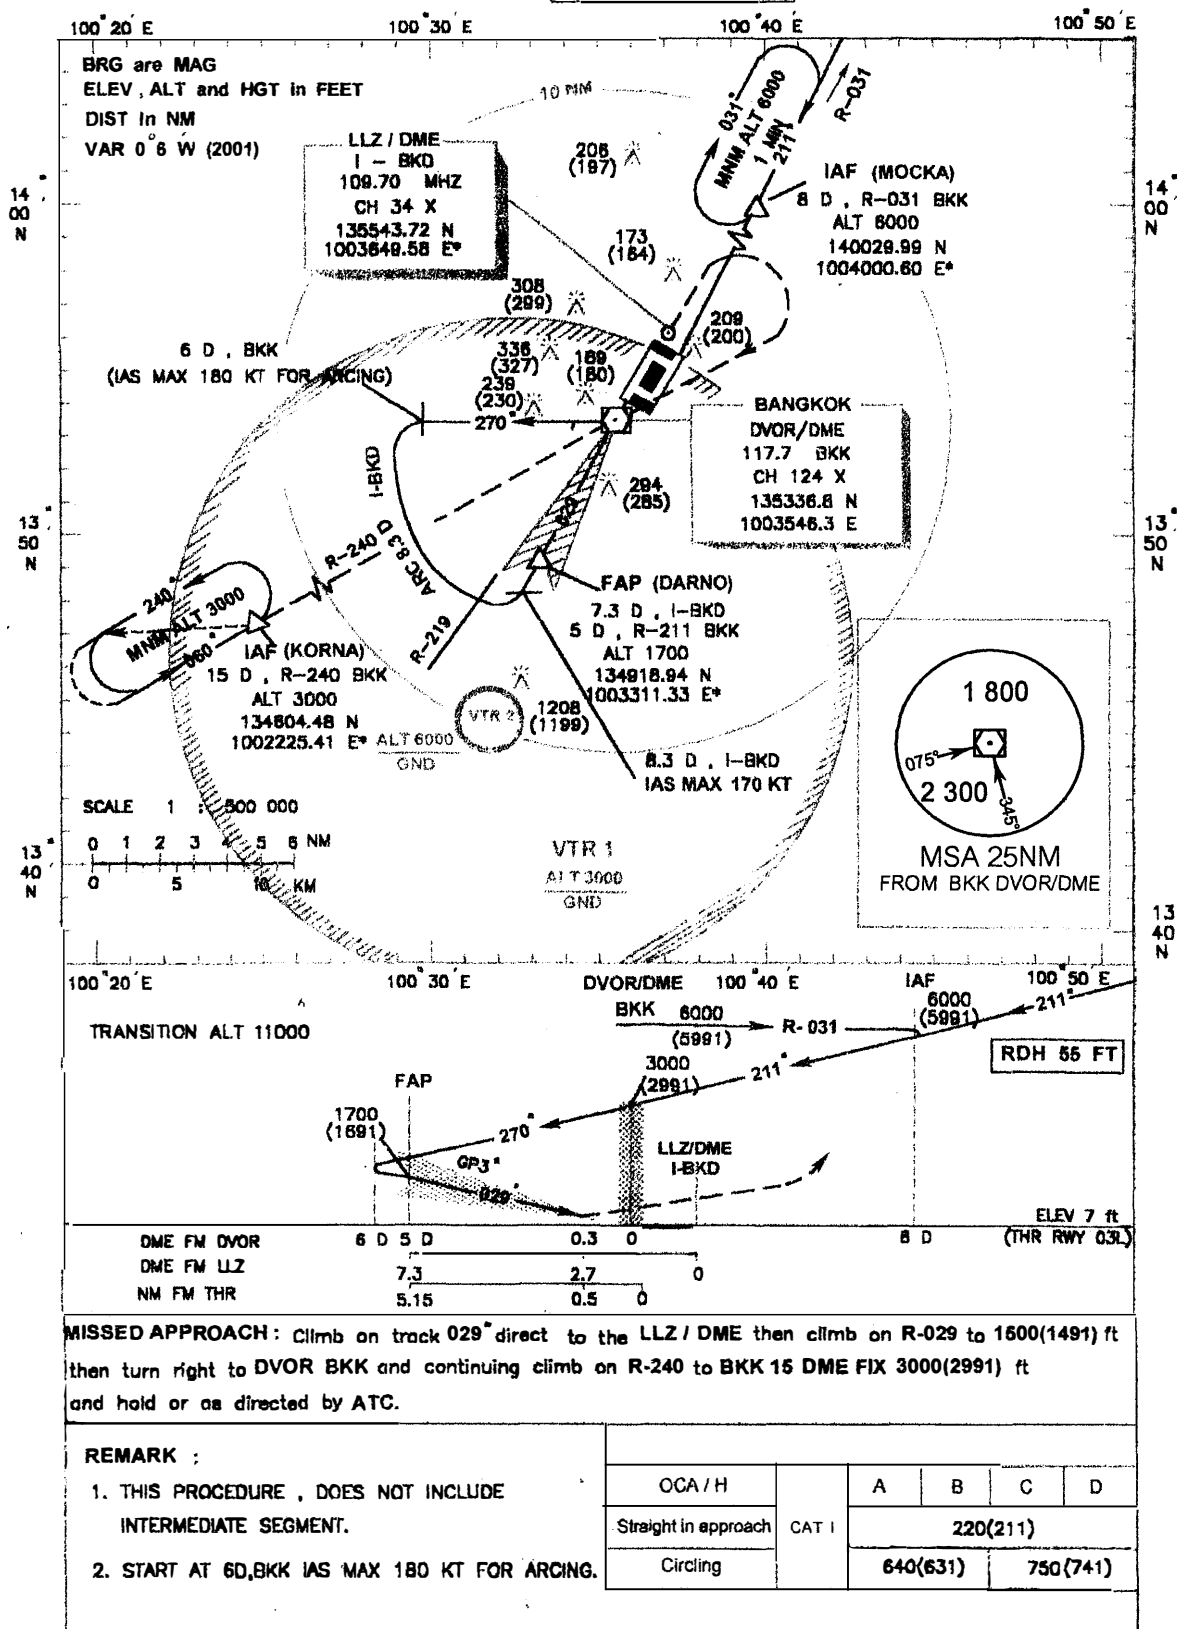 100° 20' E
100° 30' E
100° 40' E
100° 50' E
BRG are MAG
ELEV, ALT and HGT in FEET
DIST in NM
VAR 0°6' W (2001)
10 NM
LLZ / DME
I - BKD
109.70 MHZ
CH 34 X
135543.72 N
1003649.58 E*
206
(197)
031°
MNM ALT 6000
1 MIN
211°
R-031
IAF (MOCKA)
8 D , R-031 BKK
ALT 6000
140029.99 N
1004000.60 E*
14°
00'
N
14°
00'
N
173
(164)
308
(299)
209
(200)
6 D , BKK
(IAS MAX 180 KT FOR ARCING)
336
(327)
189
(180)
239
(230)
270°
BANGKOK
DVOR/DME
117.7 BKK
CH 124 X
135336.8 N
1003546.3 E
I-BKD
ARC 8.3 D
029°
294
(285)
13°
50'
N
13°
50'
N
R-240
R-219
240°
MNM ALT 3000
060°
IAF (KORNA)
15 D, R-240 BKK
ALT 3000
134604.48 N
1002225.41 E*
FAP (DARNO)
7.3 D , I-BKD
5 D , R-211 BKK
ALT 1700
134918.94 N
1003311.33 E*
VTR 2
ALT 6000
GND
1208
(1199)
8.3 D , I-BKD
IAS MAX 170 KT
1 800
075°
2 300
345°
MSA 25NM
FROM BKK DVOR/DME
SCALE 1 : 500 000
0 1 2 3 4 5 6 NM
0 5 10 KM
VTR 1
ALT 3000
GND
13°
40'
N
13
40
N
100° 20' E
100° 30' E
DVOR/DME
100° 40' E
IAF
100° 50' E
TRANSITION ALT 11000
BKK
6000
(5991)
R-031
6000
(5991)
211°
RDH 55 FT
3000
(2991)
211°
FAP
1700
(1691)
270°
GP3°
029°
LLZ/DME
I-BKD
ELEV 7 ft
(THR RWY 03L)
DME FM DVOR 6 D 5 D 0.3 0 8 D
DME FM LLZ 7.3 2.7 0
NM FM THR 5.15 0.5 0
MISSED APPROACH : Climb on track 029° direct to the LLZ / DME then climb on R-029 to 1500(1491) ft
then turn right to DVOR BKK and continuing climb on R-240 to BKK 15 DME FIX 3000(2991) ft
and hold or as directed by ATC.
REMARK :
1. THIS PROCEDURE , DOES NOT INCLUDE
INTERMEDIATE SEGMENT.
2. START AT 6D,BKK IAS MAX 180 KT FOR ARCING.
OCA / H A B C D
Straight in approach CAT I 220(211)
Circling 640(631) 750(741)